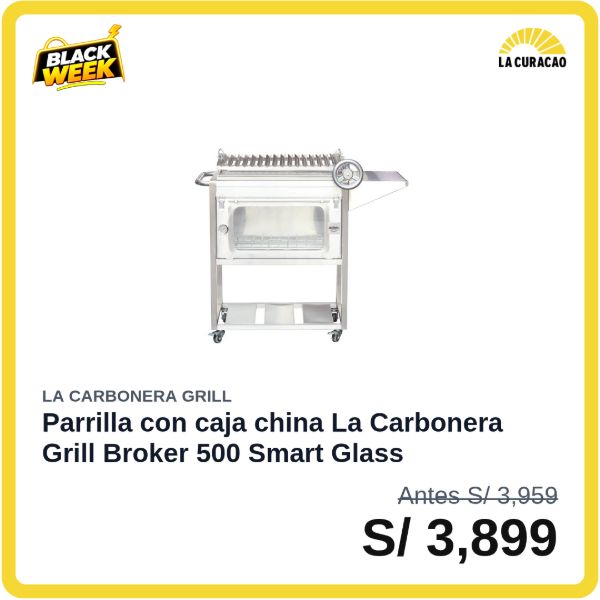 BLACK
WEEK
LA CURACAO
LA CARBONERA GRILL
Parrilla con caja china La Carbonera
Grill Broker 500 Smart Glass
Antes S/ 3,959
S/ 3,899